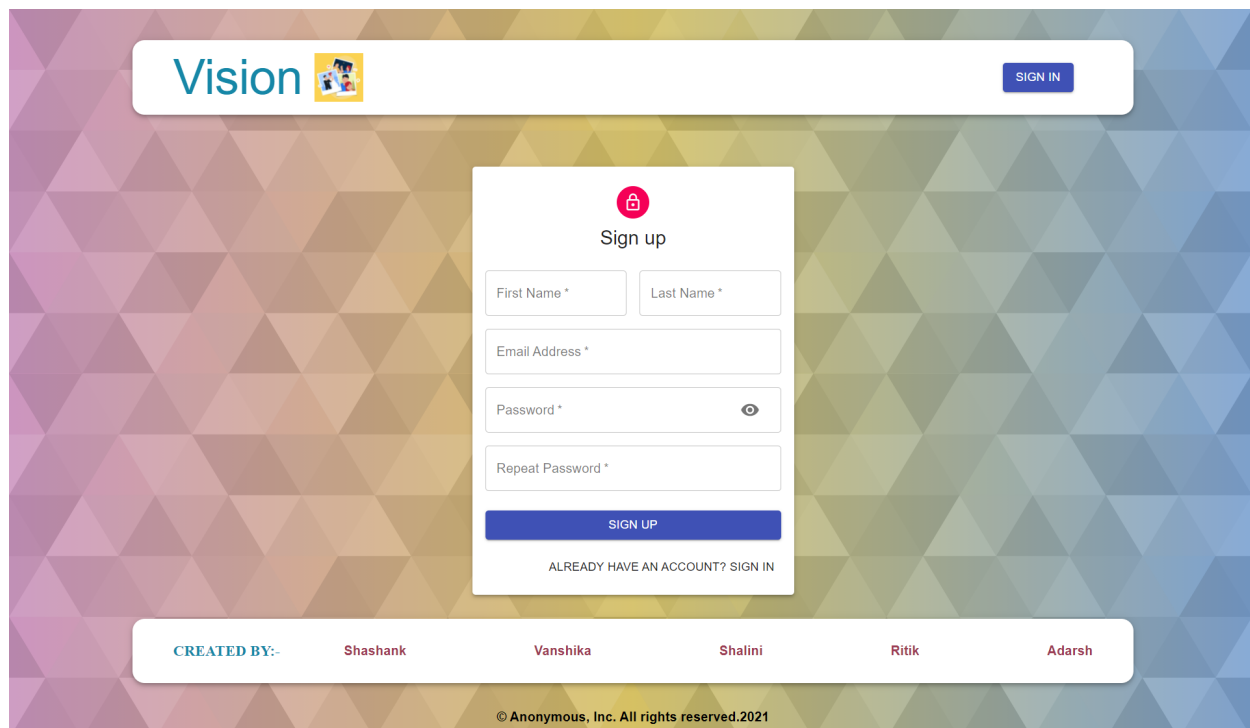 Vision
SIGN IN
Sign up
First Name *
Last Name *
Email Address *
Password *
Repeat Password *
SIGN UP
ALREADY HAVE AN ACCOUNT? SIGN IN
CREATED BY:- Shashank Vanshika Shalini Ritik Adarsh
© Anonymous, Inc. All rights reserved.2021